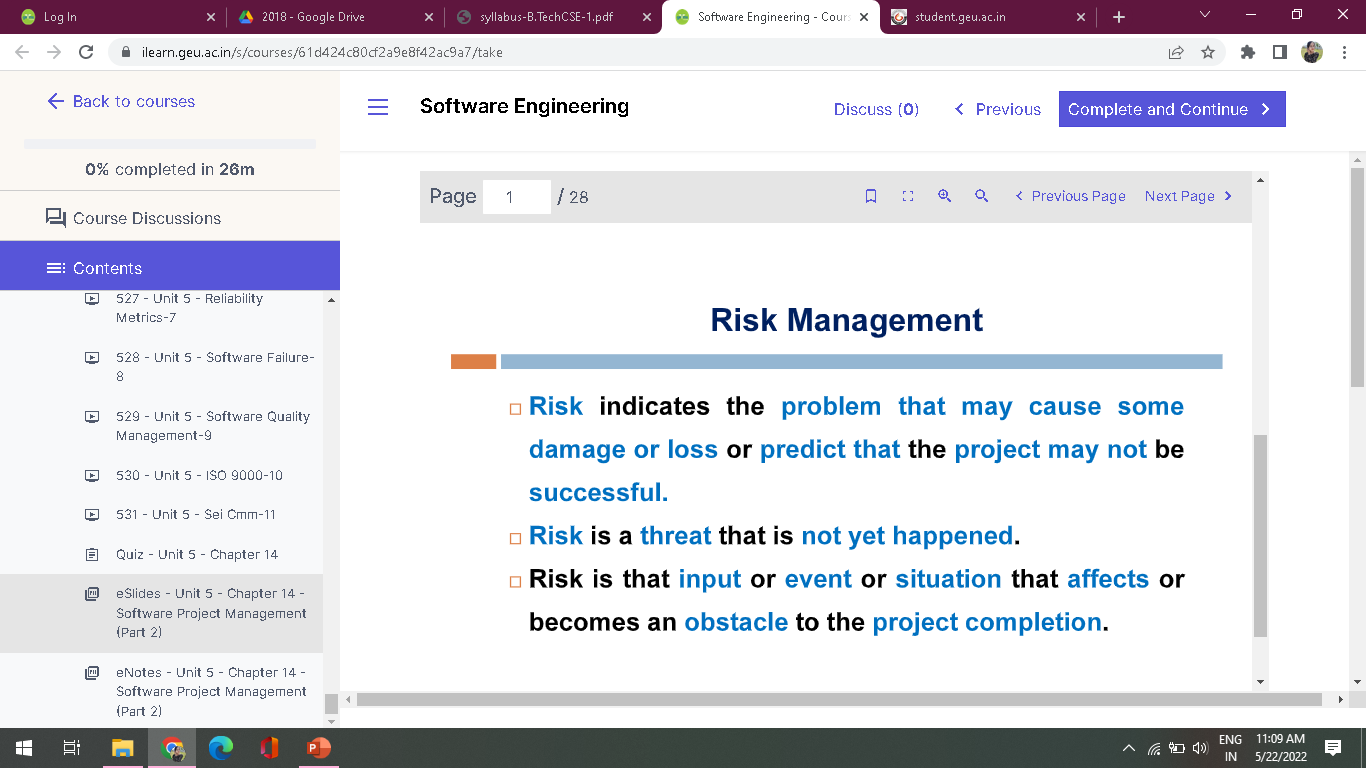 Log In
2018 - Google Drive
syllabus-B.TechCSE-1.pdf
Software Engineering - Cours
student.geu.ac.in
ilearn.geu.ac.in/s/courses/61d424c80cf2a9e8f42ac9a7/take
Back to courses
0% completed in 26m
Course Discussions
Contents
527 - Unit 5 - Reliability
Metrics-7
528 - Unit 5 - Software Failure-
8
529 - Unit 5 - Software Quality
Management-9
530 - Unit 5 - ISO 9000-10
531 - Unit 5 - Sei Cmm-11
Quiz - Unit 5 - Chapter 14
eSlides - Unit 5 - Chapter 14 -
Software Project Management
(Part 2)
eNotes - Unit 5 - Chapter 14 -
Software Project Management
(Part 2)
Software Engineering
Discuss (0)
Previous
Complete and Continue
Page 1 / 28
Previous Page
Next Page
Risk Management
Risk indicates the problem that may cause some
damage or loss or predict that the project may not be
successful.
Risk is a threat that is not yet happened.
Risk is that input or event or situation that affects or
becomes an obstacle to the project completion.
ENG
IN
11:09 AM
5/22/2022